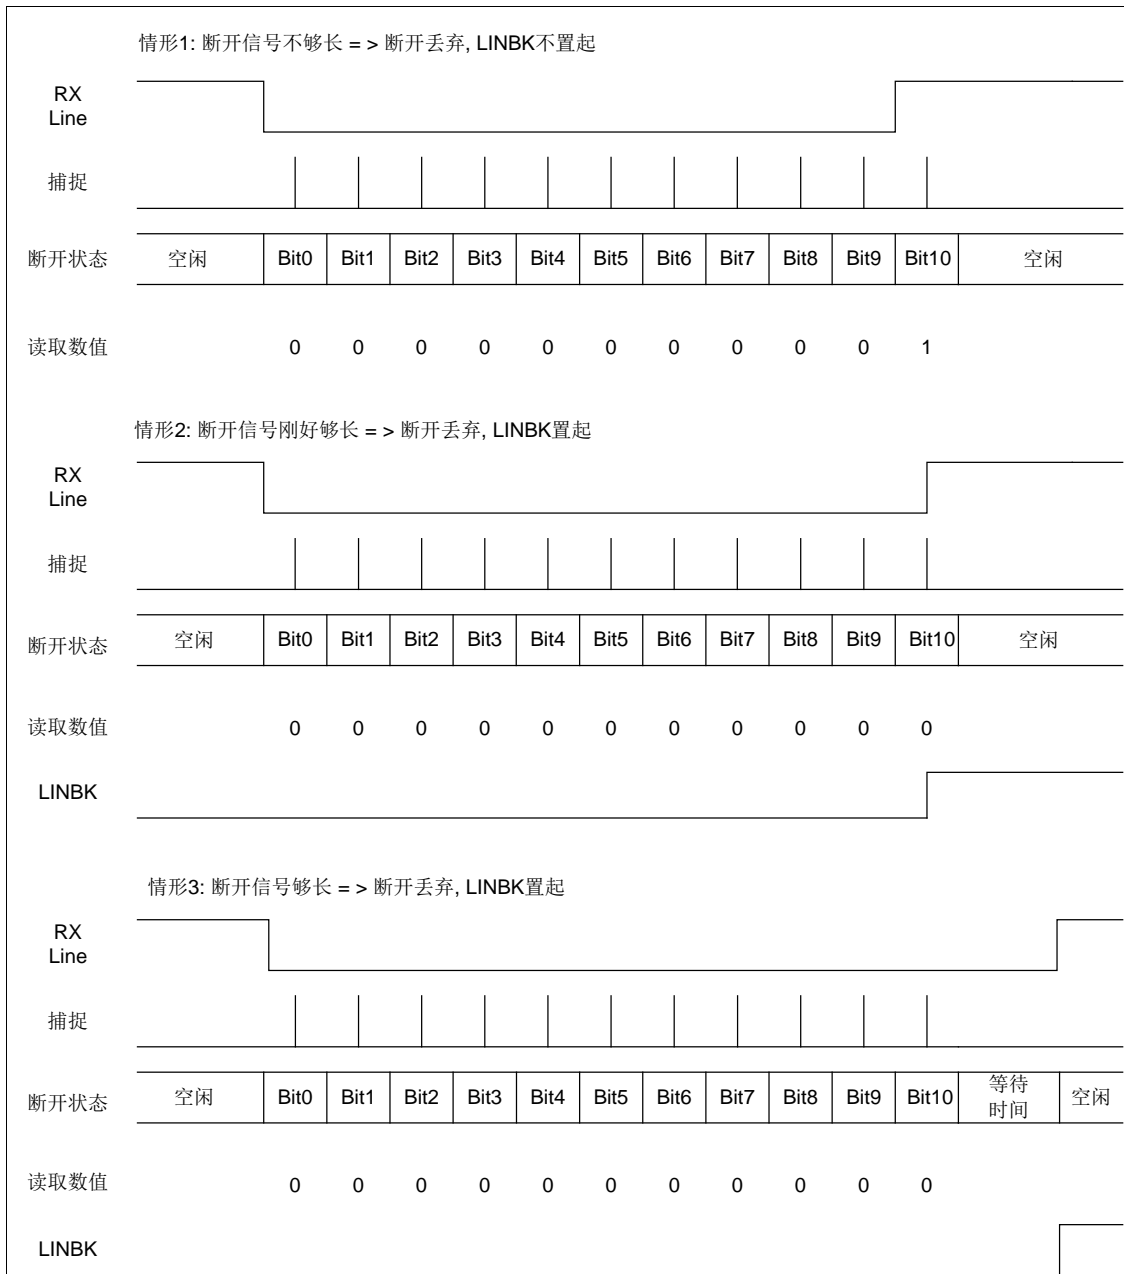 情形1: 断开信号不够长 = > 断开丢弃, LINBK不置起
RX
Line
捕捉
断开状态 空闲 Bit0 Bit1 Bit2 Bit3 Bit4 Bit5 Bit6 Bit7 Bit8 Bit9 Bit10 空闲
读取数值 0 0 0 0 0 0 0 0 0 0 1
情形2: 断开信号刚好够长 = > 断开丢弃, LINBK置起
RX
Line
捕捉
断开状态 空闲 Bit0 Bit1 Bit2 Bit3 Bit4 Bit5 Bit6 Bit7 Bit8 Bit9 Bit10 空闲
读取数值 0 0 0 0 0 0 0 0 0 0 0
LINBK
情形3: 断开信号够长 = > 断开丢弃, LINBK置起
RX
Line
捕捉
断开状态 空闲 Bit0 Bit1 Bit2 Bit3 Bit4 Bit5 Bit6 Bit7 Bit8 Bit9 Bit10 等待时间 空闲
读取数值 0 0 0 0 0 0 0 0 0 0 0
LINBK